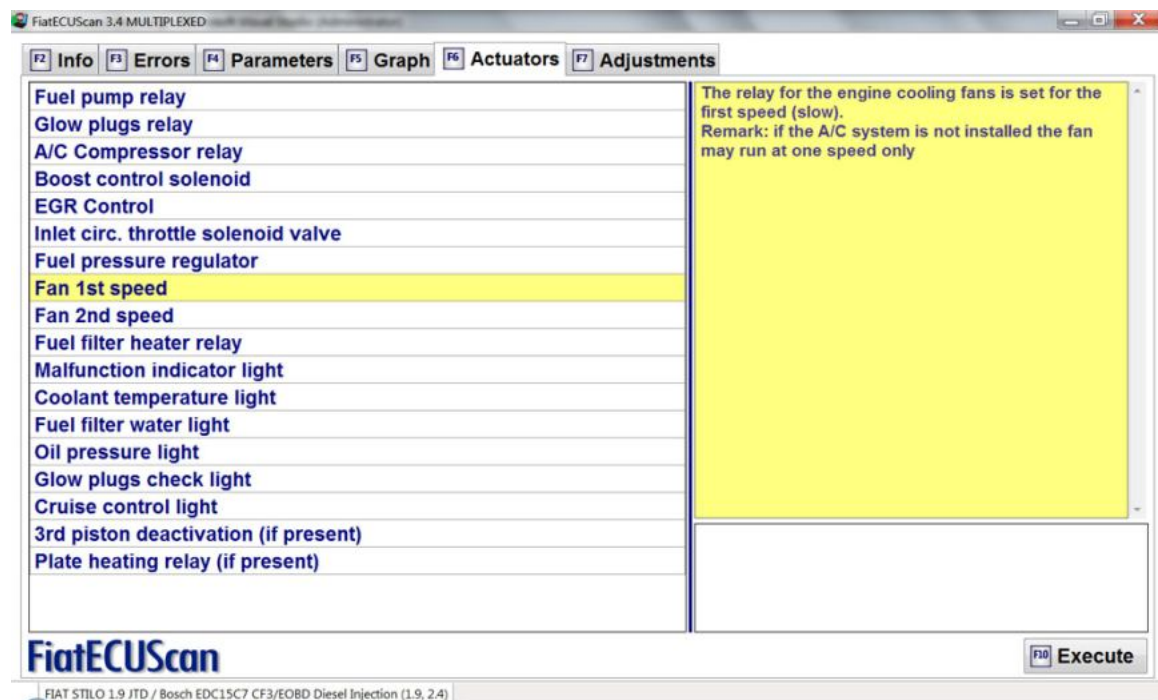 FiatECUScan 3.4 MULTIPLEXED
F2 Info F3 Errors F4 Parameters F5 Graph F6 Actuators F7 Adjustments
Fuel pump relay
Glow plugs relay
A/C Compressor relay
Boost control solenoid
EGR Control
Inlet circ. throttle solenoid valve
Fuel pressure regulator
Fan 1st speed
Fan 2nd speed
Fuel filter heater relay
Malfunction indicator light
Coolant temperature light
Fuel filter water light
Oil pressure light
Glow plugs check light
Cruise control light
3rd piston deactivation (if present)
Plate heating relay (if present)
The relay for the engine cooling fans is set for the
first speed (slow).
Remark: if the A/C system is not installed the fan
may run at one speed only
FiatECUScan
F10 Execute
FIAT STILO 1.9 JTD / Bosch EDC15C7 CF3/EOBD Diesel Injection (1.9, 2.4)